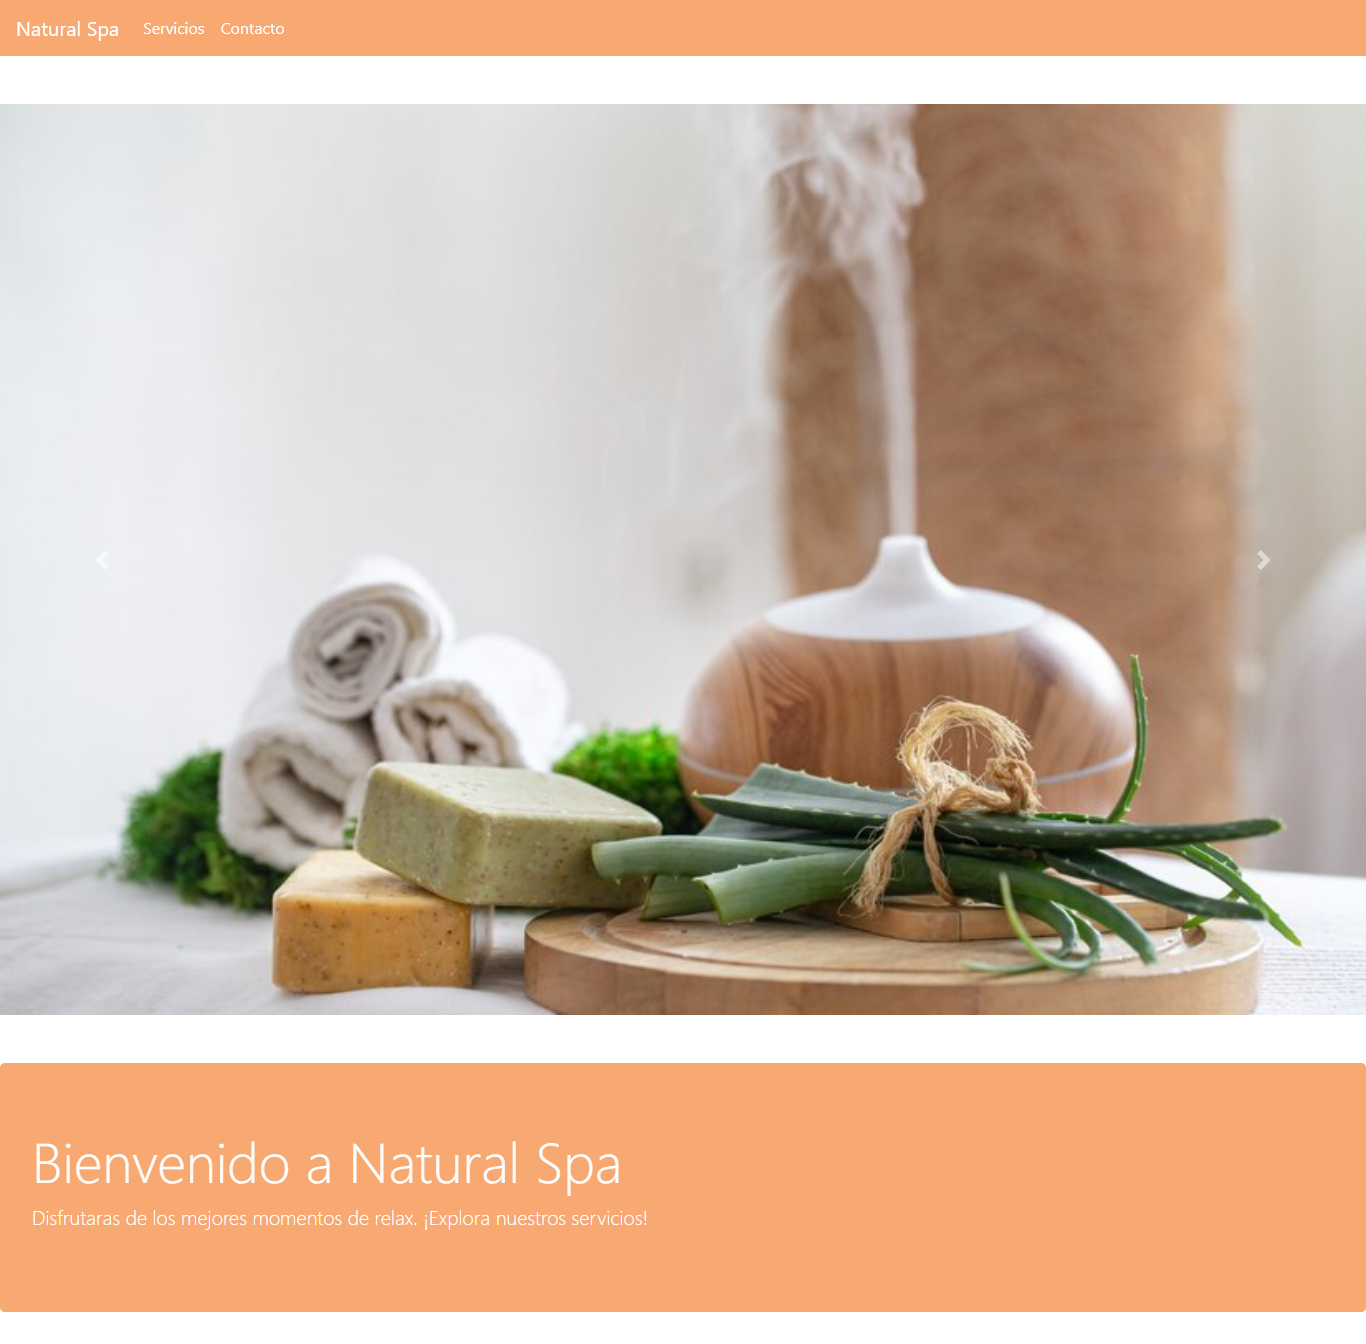 Natural Spa Servicios Contacto
Bienvenido a Natural Spa
Disfrutaras de los mejores momentos de relax. ¡Explora nuestros servicios!